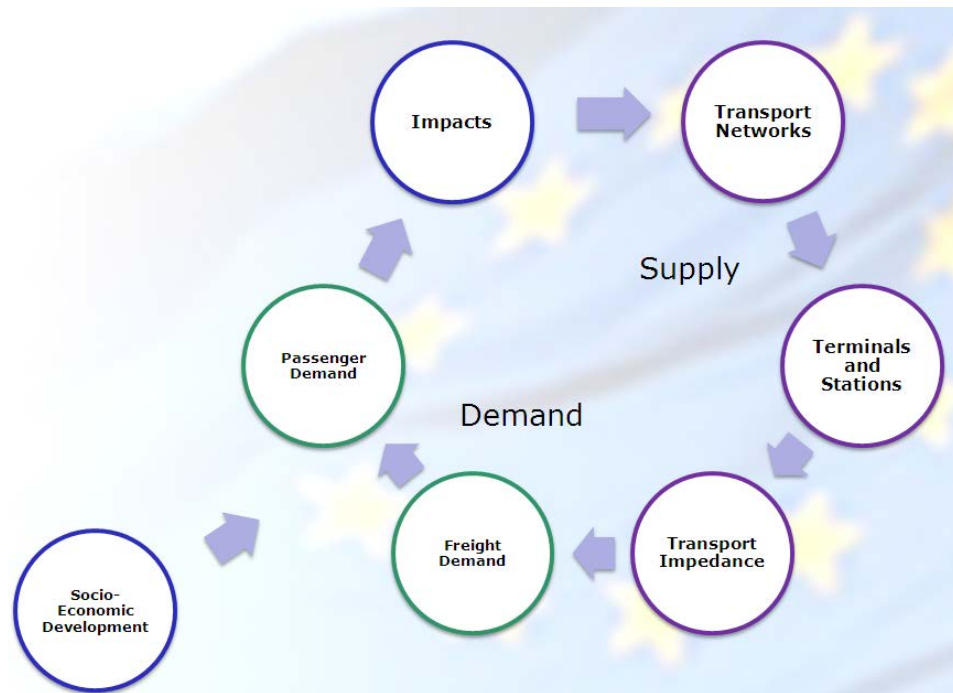 Impacts
Transport
Networks
Supply
Passenger
Demand
Terminals
and
Stations
Demand
Freight
Demand
Transport
Impedance
Socio-
Economic
Development